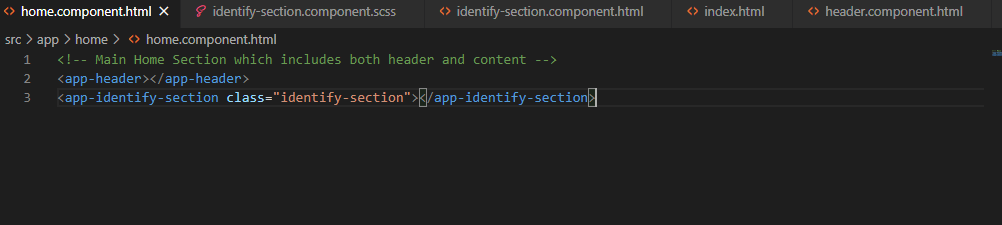 home.component.html identify-section.component.scss identify-section.component.html index.html header.component.html
src > app > home > home.component.html
1 <!-- Main Home Section which includes both header and content -->
2 <app-header></app-header>
3 <app-identify-section class="identify-section"></app-identify-section>